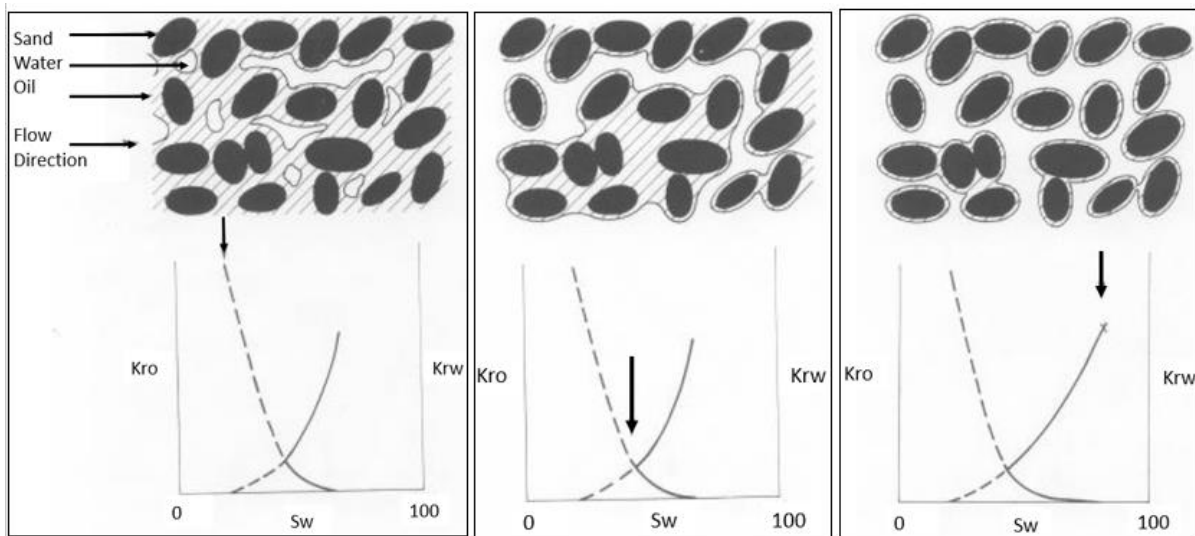 Sand
Water
Oil
Flow
Direction
Kro
Krw
0
Sw
100
Kro
Krw
0
Sw
100
Kro
Krw
0
Sw
100